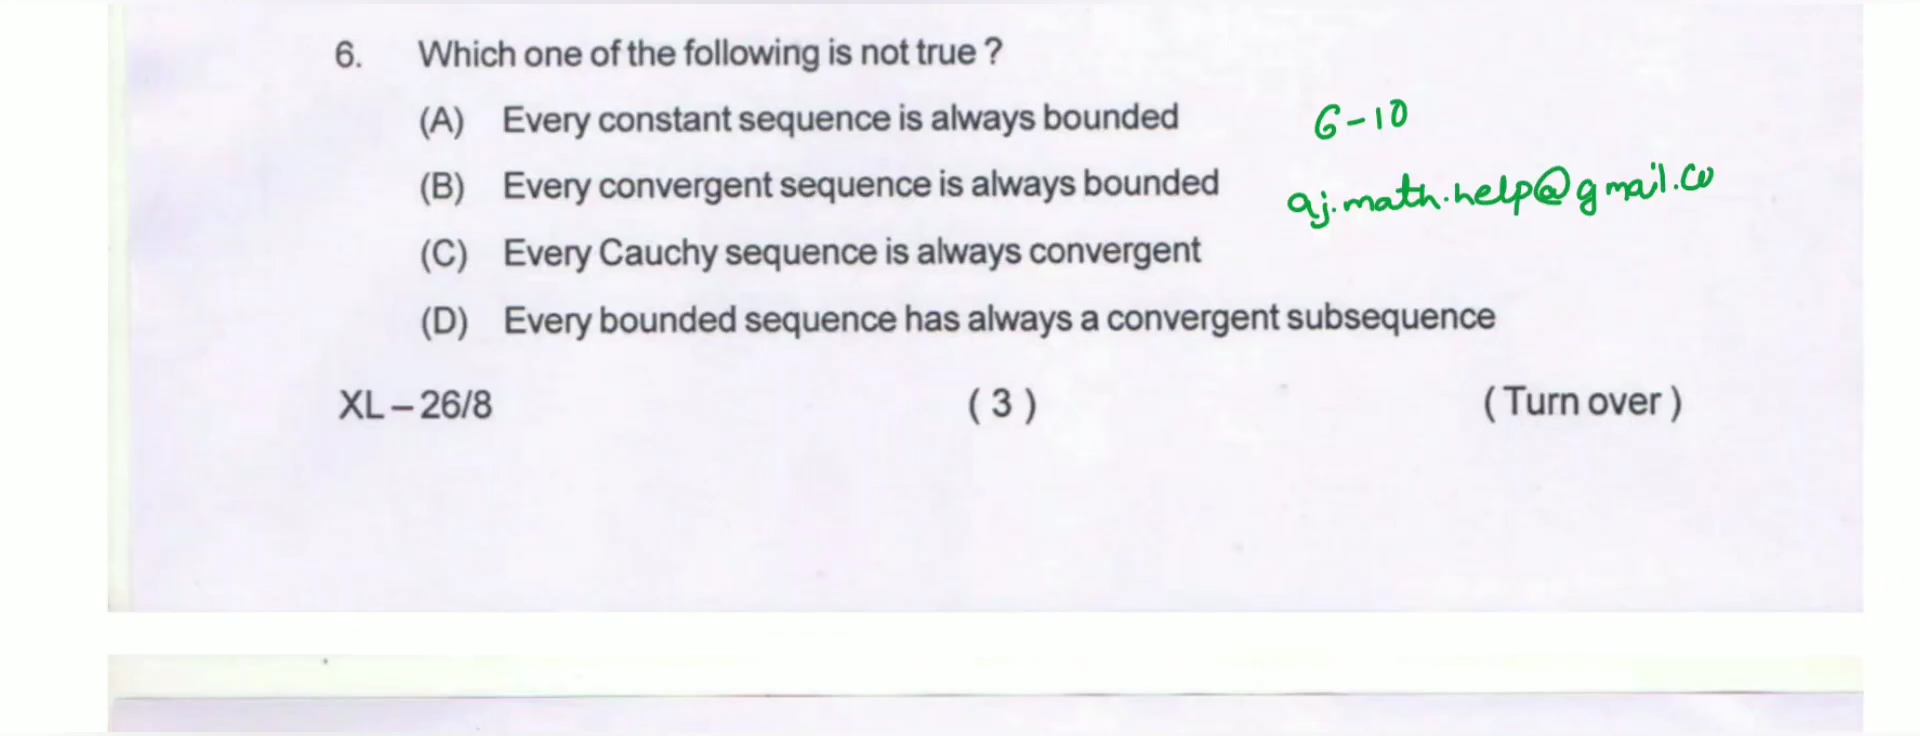 6. Which one of the following is not true ?
(A) Every constant sequence is always bounded
6-10
(B) Every convergent sequence is always bounded
aj.math.help@gmail.co
(C) Every Cauchy sequence is always convergent
(D) Every bounded sequence has always a convergent subsequence
XL – 26/8 ( 3 ) ( Turn over )